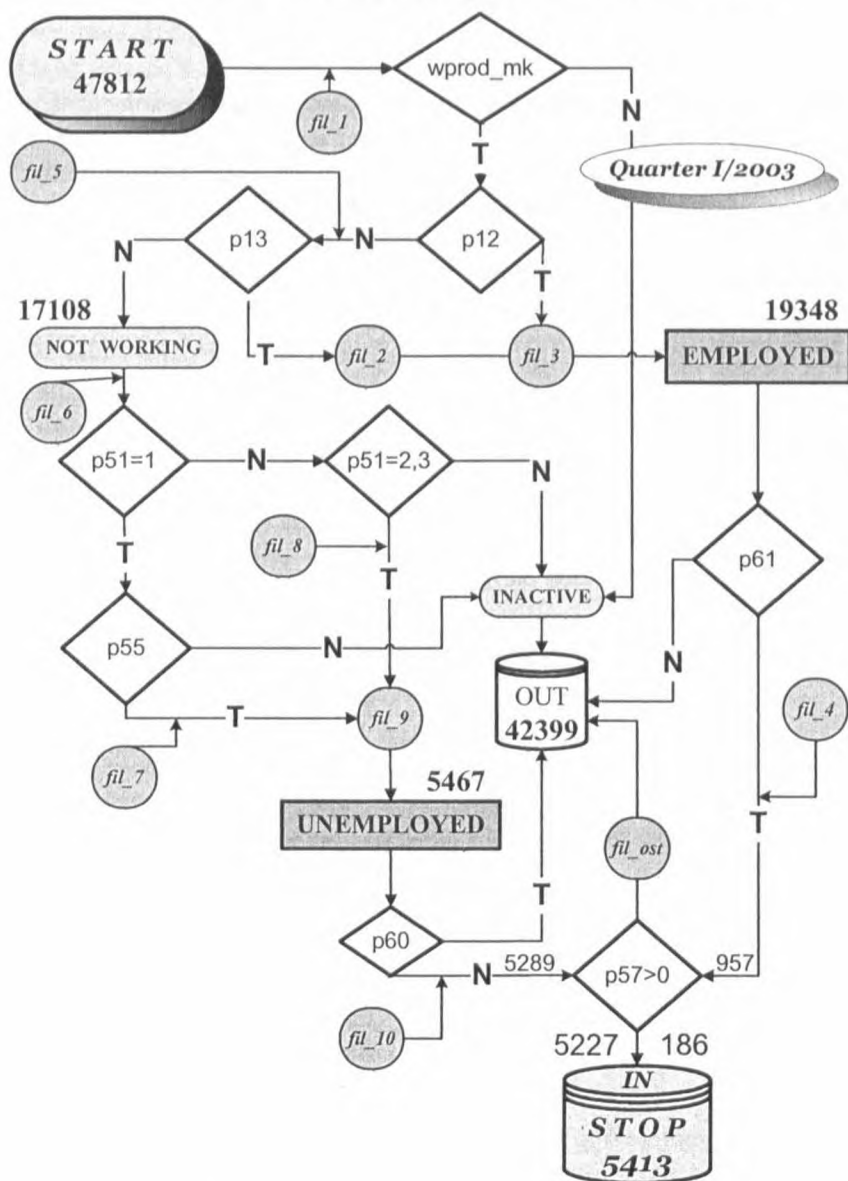 START
47812
wprod_mk
fil_1
N
T
fil_5
Quarter I/2003
p13
N
p12
N
T
17108
19348
NOT WORKING
T
fil_2
fil_3
EMPLOYED
fil_6
p51=1
N
p51=2,3
N
fil_8
T
T
p61
INACTIVE
p55
N
N
OUT
42399
T
fil_9
fil_4
fil_7
5467
UNEMPLOYED
T
fil_ost
T
p60
N
5289
p57>0
957
fil_10
5227
186
IN
STOP
5413